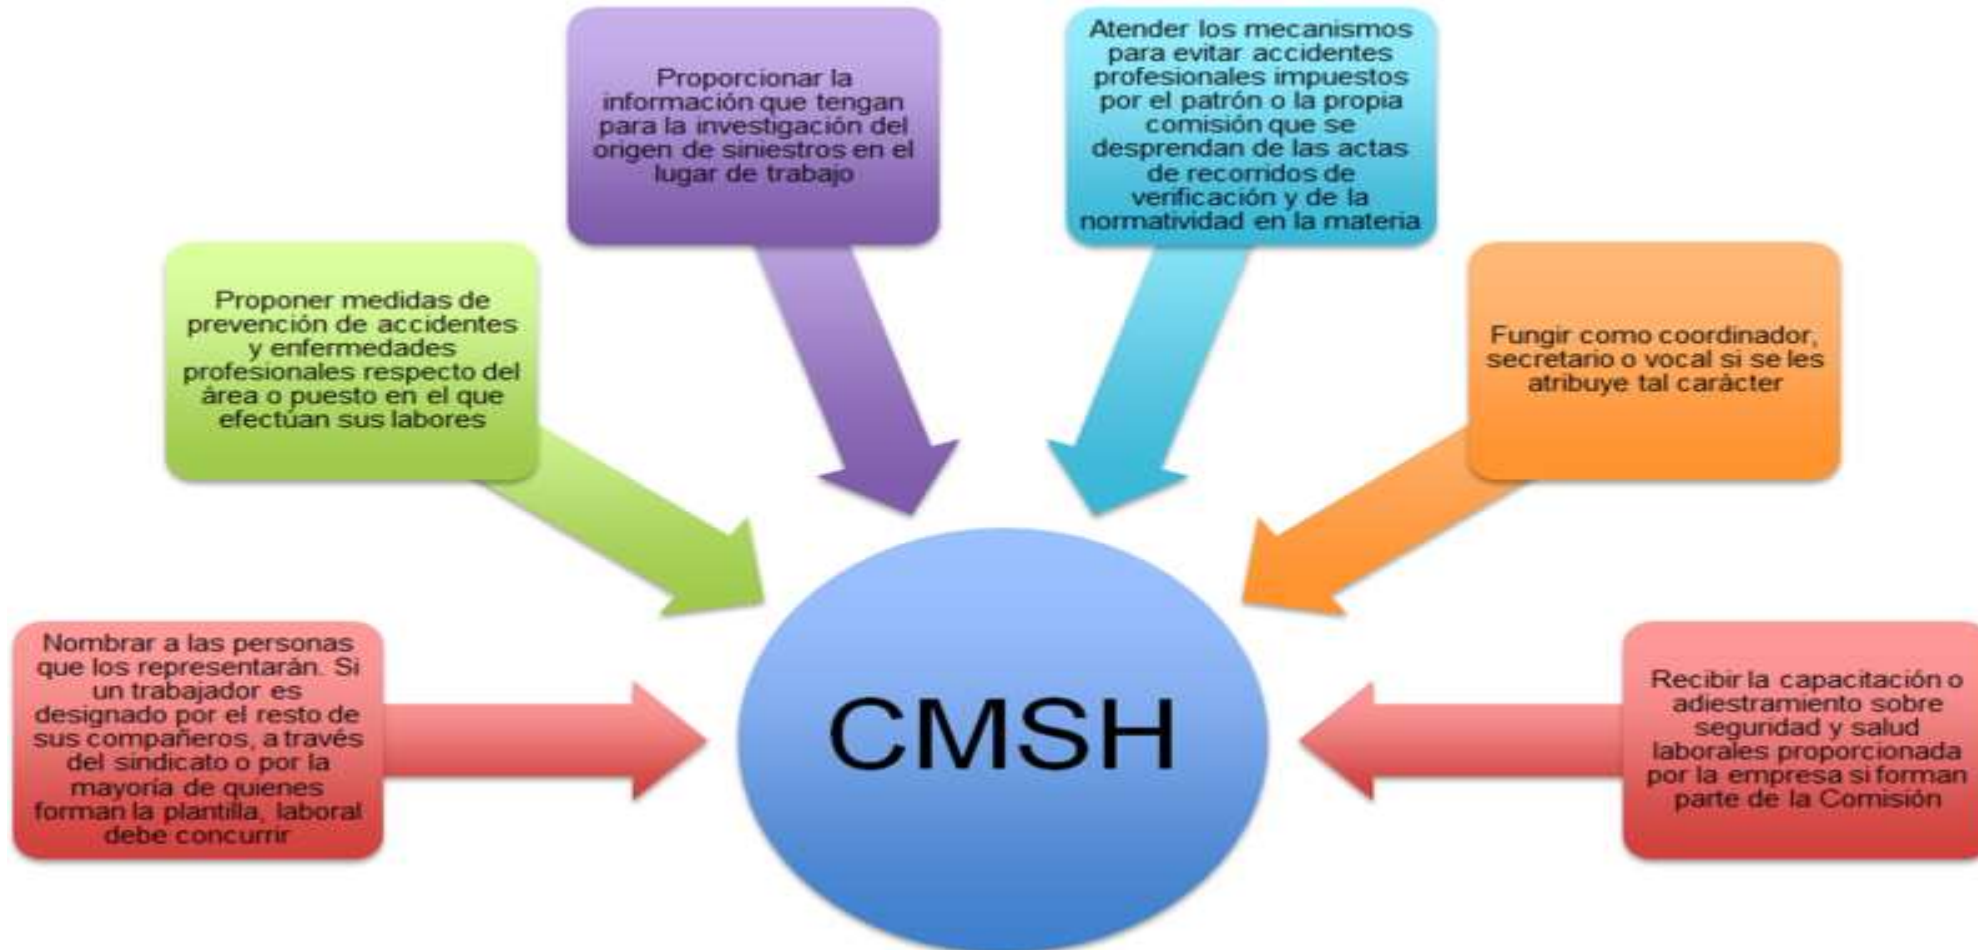 Nombrar a las personas
que los representarán. Si
un trabajador es
designado por el resto de
sus compañeros, a través
del sindicato o por la
mayoría de quienes
forman la plantilla, laboral
debe concurrir
Proponer medidas de
prevención de accidentes
y enfermedades
profesionales respecto del
área o puesto en el que
efectúan sus labores
Proporcionar la
información que tengan
para la investigación del
origen de siniestros en el
lugar de trabajo
Atender los mecanismos
para evitar accidentes
profesionales impuestos
por el patrón o la propia
comisión que se
desprendan de las actas
de recorridos de
verificación y de la
normatividad en la materia
Fungir como coordinador,
secretario o vocal si se les
atribuye tal carácter
Recibir la capacitación o
adiestramiento sobre
seguridad y salud
laborales proporcionada
por la empresa si forman
parte de la Comisión
CMSH